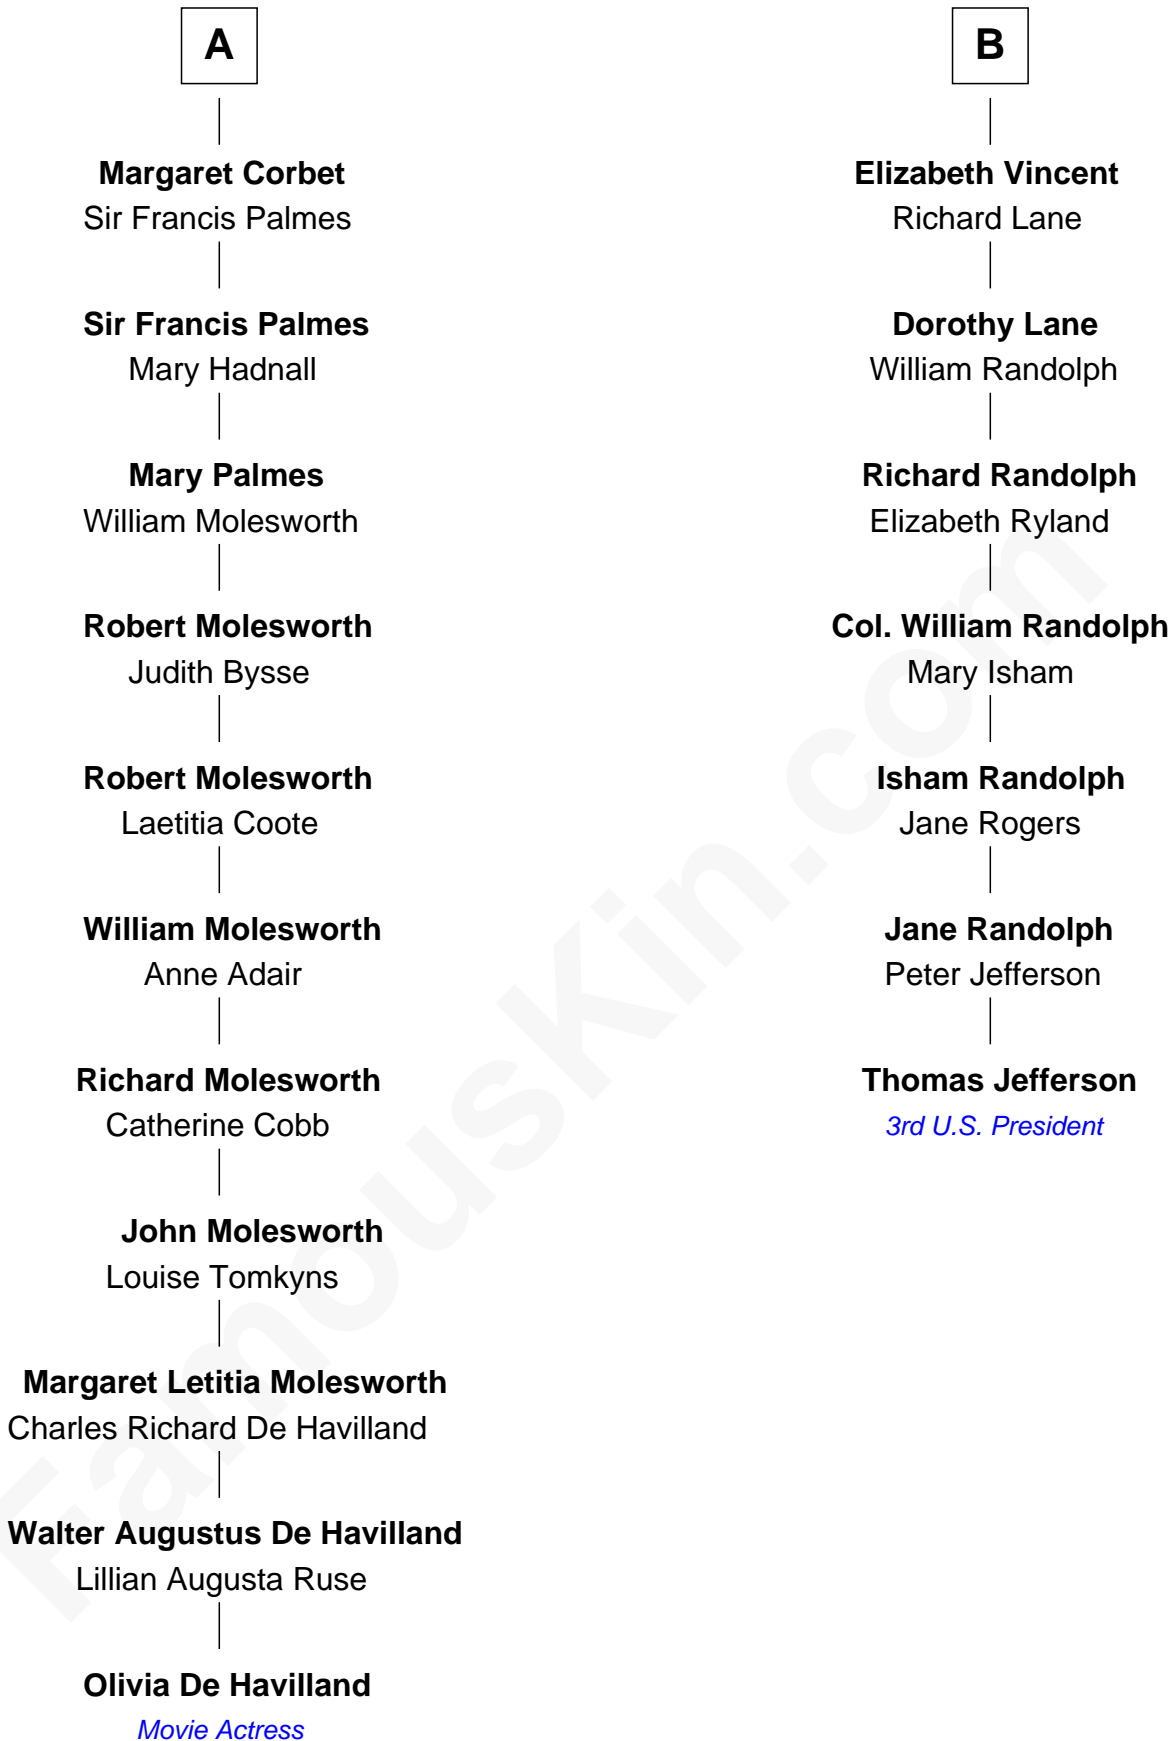 A
Margaret Corbet
Sir Francis Palmes
Sir Francis Palmes
Mary Hadnall
Mary Palmes
William Molesworth
Robert Molesworth
Judith Bysse
Robert Molesworth
Laetitia Coote
William Molesworth
Anne Adair
Richard Molesworth
Catherine Cobb
John Molesworth
Louise Tomkyns
Margaret Letitia Molesworth
Charles Richard De Havilland
Walter Augustus De Havilland
Lillian Augusta Ruse
Olivia De Havilland
Movie Actress
B
Elizabeth Vincent
Richard Lane
Dorothy Lane
William Randolph
Richard Randolph
Elizabeth Ryland
Col. William Randolph
Mary Isham
Isham Randolph
Jane Rogers
Jane Randolph
Peter Jefferson
Thomas Jefferson
3rd U.S. President
FamousKin.com